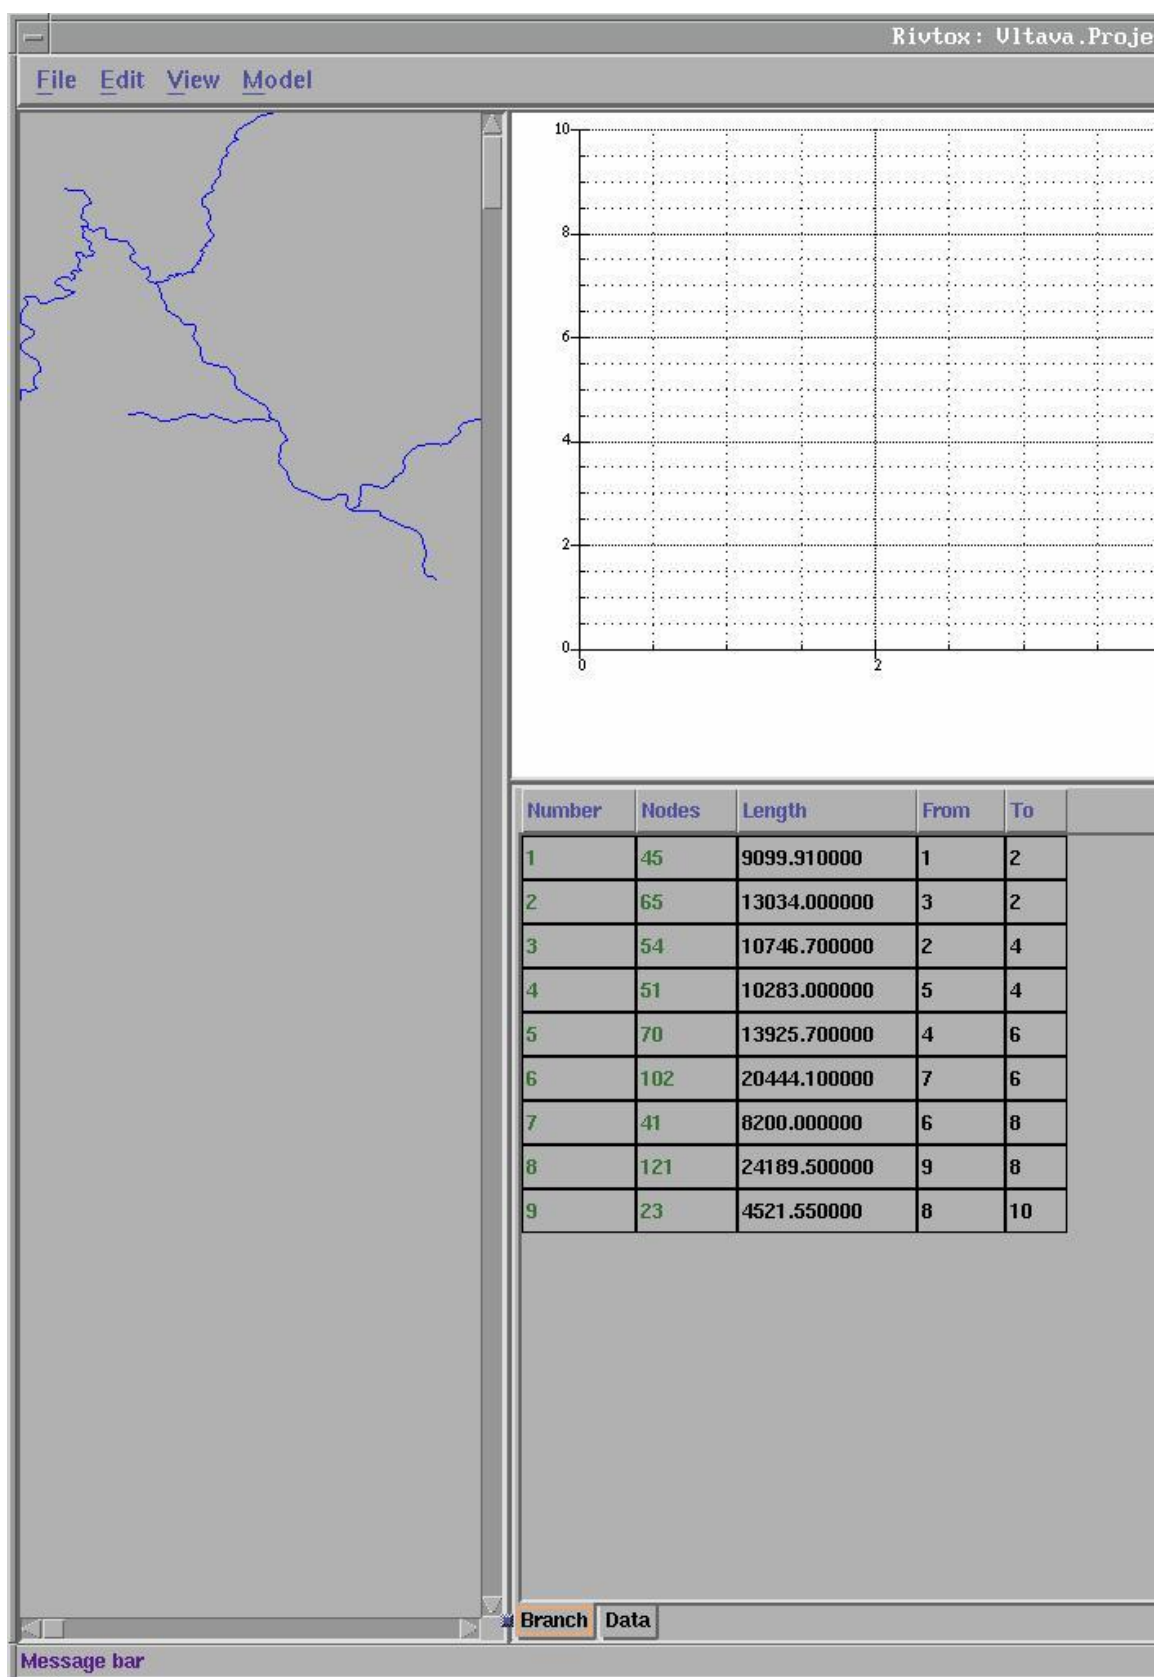 Rivtox: Vltava.Proje
File Edit View Model
10
8
6
4
2
0
0 2
Number Nodes Length From To
1 45 9099.910000 1 2
2 65 13034.000000 3 2
3 54 10746.700000 2 4
4 51 10283.000000 5 4
5 70 13925.700000 4 6
6 102 20444.100000 7 6
7 41 8200.000000 6 8
8 121 24189.500000 9 8
9 23 4521.550000 8 10
Branch Data
Message bar